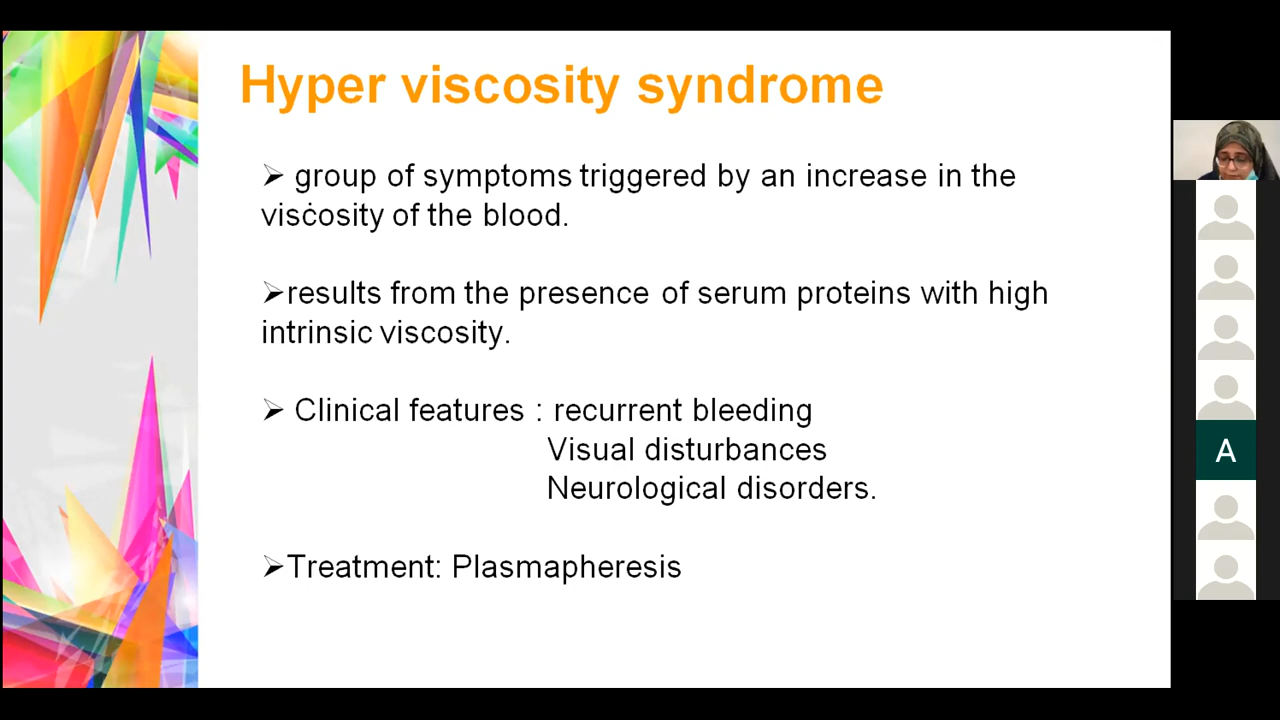 Hyper viscosity syndrome
➢ group of symptoms triggered by an increase in the
viscosity of the blood.
➢results from the presence of serum proteins with high
intrinsic viscosity.
➢ Clinical features : recurrent bleeding
Visual disturbances
Neurological disorders.
➢Treatment: Plasmapheresis
A